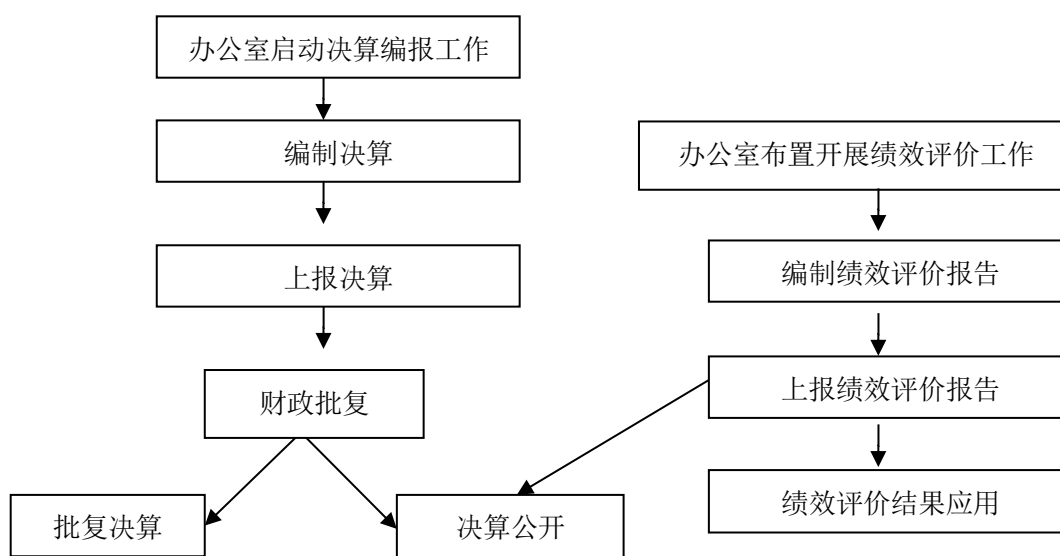 办公室启动决算编报工作
编制决算
上报决算
财政批复
批复决算
决算公开
办公室布置开展绩效评价工作
编制绩效评价报告
上报绩效评价报告
绩效评价结果应用